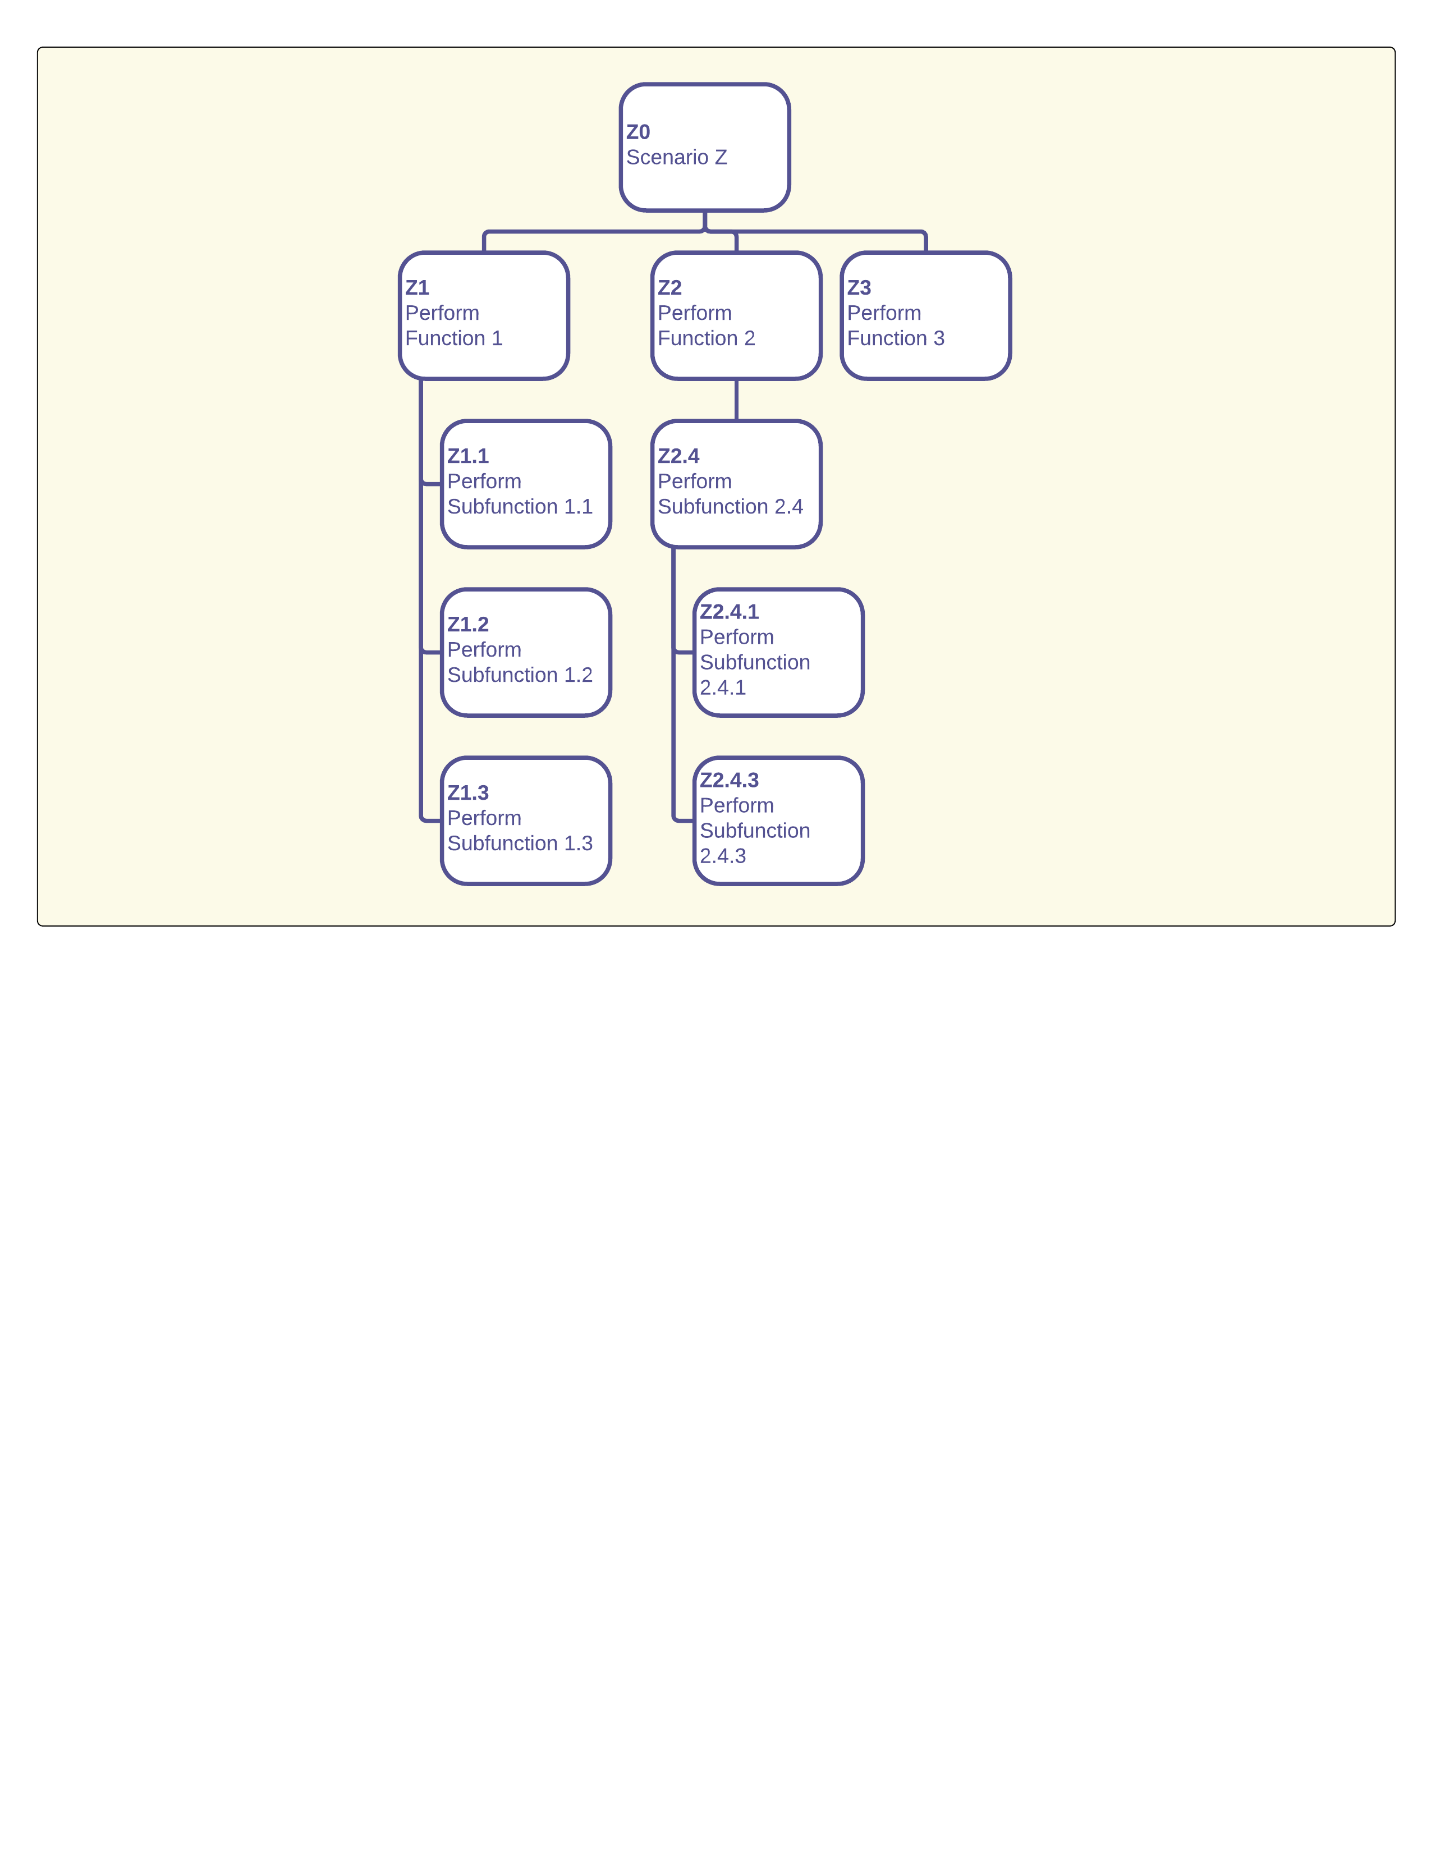 Z0
Scenario Z
Z1
Perform
Function 1
Z2
Perform
Function 2
Z3
Perform
Function 3
Z1.1
Perform
Subfunction 1.1
Z2.4
Perform
Subfunction 2.4
Z1.2
Perform
Subfunction 1.2
Z2.4.1
Perform
Subfunction
2.4.1
Z1.3
Perform
Subfunction 1.3
Z2.4.3
Perform
Subfunction
2.4.3